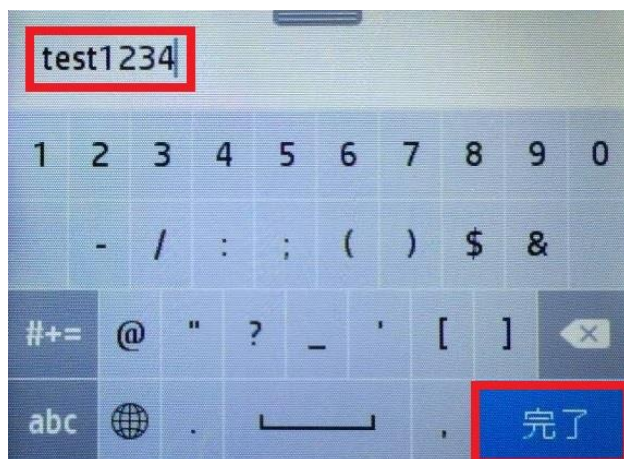 test1234
1 2 3 4 5 6 7 8 9 0
- / : ; ( ) $ &
#+= @ " ? _ ' [ ]
abc . , 完了